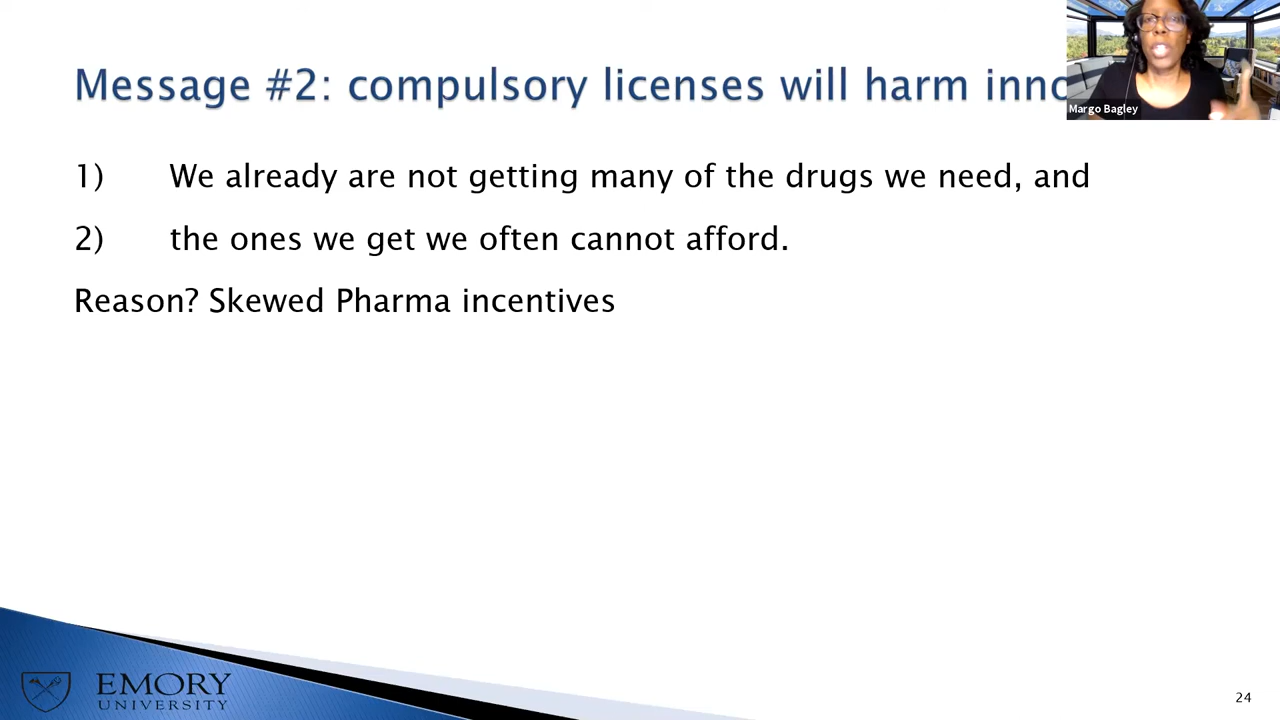 Message #2: compulsory licenses will harm
Margo Bagley
1) We already are not getting many of the drugs we need, and
2) the ones we get we often cannot afford.
Reason? Skewed Pharma incentives
EMORY
UNIVERSITY
24